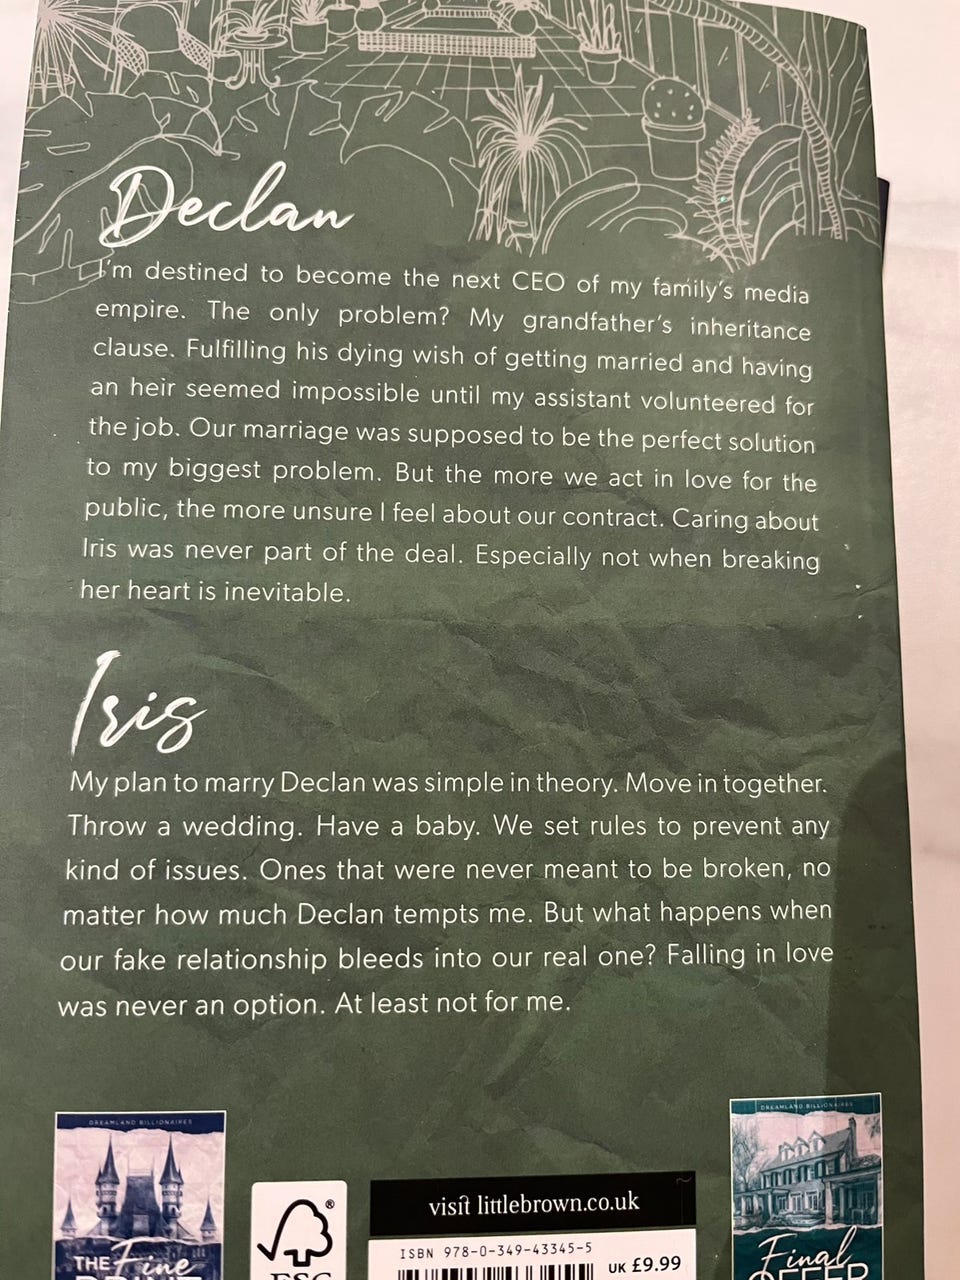 Declan
I'm destined to become the next CEO of my family's media
empire. The only problem? My grandfather's inheritance
clause. Fulfilling his dying wish of getting married and having
an heir seemed impossible until my assistant volunteered for
the job. Our marriage was supposed to be the perfect solution
to my biggest problem. But the more we act in love for the
public, the more unsure I feel about our contract. Caring about
Iris was never part of the deal. Especially not when breaking
her heart is inevitable.
Iris
My plan to marry Declan was simple in theory. Move in together.
Throw a wedding. Have a baby. We set rules to prevent any
kind of issues. Ones that were never meant to be broken, no
matter how much Declan tempts me. But what happens when
our fake relationship bleeds into our real one? Falling in love
was never an option. At least not for me.
DREAMLAND BILLIONAIRES
THE Fine
PRINT
®
FSC
visit littlebrown.co.uk
ISBN 978-0-349-43345-5
UK £9.99
DREAMLAND BILLIONAIRES
Final
OFFER